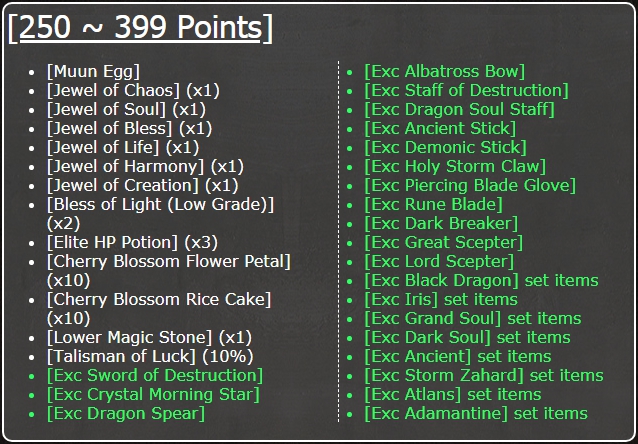 [250 ~ 399 Points]
[Muun Egg]
[Jewel of Chaos] (x1)
[Jewel of Soul] (x1)
[Jewel of Bless] (x1)
[Jewel of Life] (x1)
[Jewel of Harmony] (x1)
[Jewel of Creation] (x1)
[Bless of Light (Low Grade)]
(x2)
[Elite HP Potion] (x3)
[Cherry Blossom Flower Petal]
(x10)
[Cherry Blossom Rice Cake]
(x10)
[Lower Magic Stone] (x1)
[Talisman of Luck] (10%)
[Exc Sword of Destruction]
[Exc Crystal Morning Star]
[Exc Dragon Spear]
[Exc Albatross Bow]
[Exc Staff of Destruction]
[Exc Dragon Soul Staff]
[Exc Ancient Stick]
[Exc Demonic Stick]
[Exc Holy Storm Claw]
[Exc Piercing Blade Glove]
[Exc Rune Blade]
[Exc Dark Breaker]
[Exc Great Scepter]
[Exc Lord Scepter]
[Exc Black Dragon] set items
[Exc Iris] set items
[Exc Grand Soul] set items
[Exc Dark Soul] set items
[Exc Ancient] set items
[Exc Storm Zahard] set items
[Exc Atlans] set items
[Exc Adamantine] set items